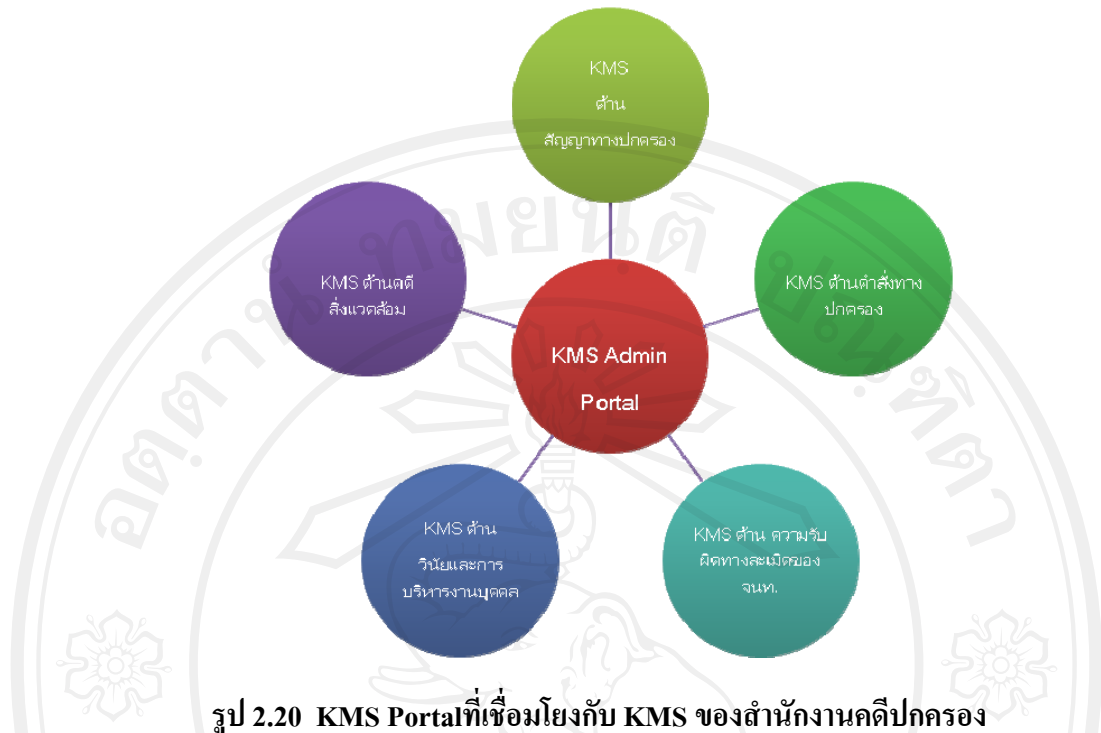 KMS
ด้าน
สัญญาทางปกครอง
KMS ด้านคดี
สิ่งแวดล้อม
KMS ด้านคำสั่งทาง
ปกครอง
KMS Admin
Portal
KMS ด้าน
วินัยและการ
บริหารงานบุคคล
KMS ด้าน ความรับ
ผิดทางละเมิดของ
จนท.
รูป 2.20 KMS Portalที่เชื่อมโยงกับ KMS ของสำนักงานคดีปกครอง